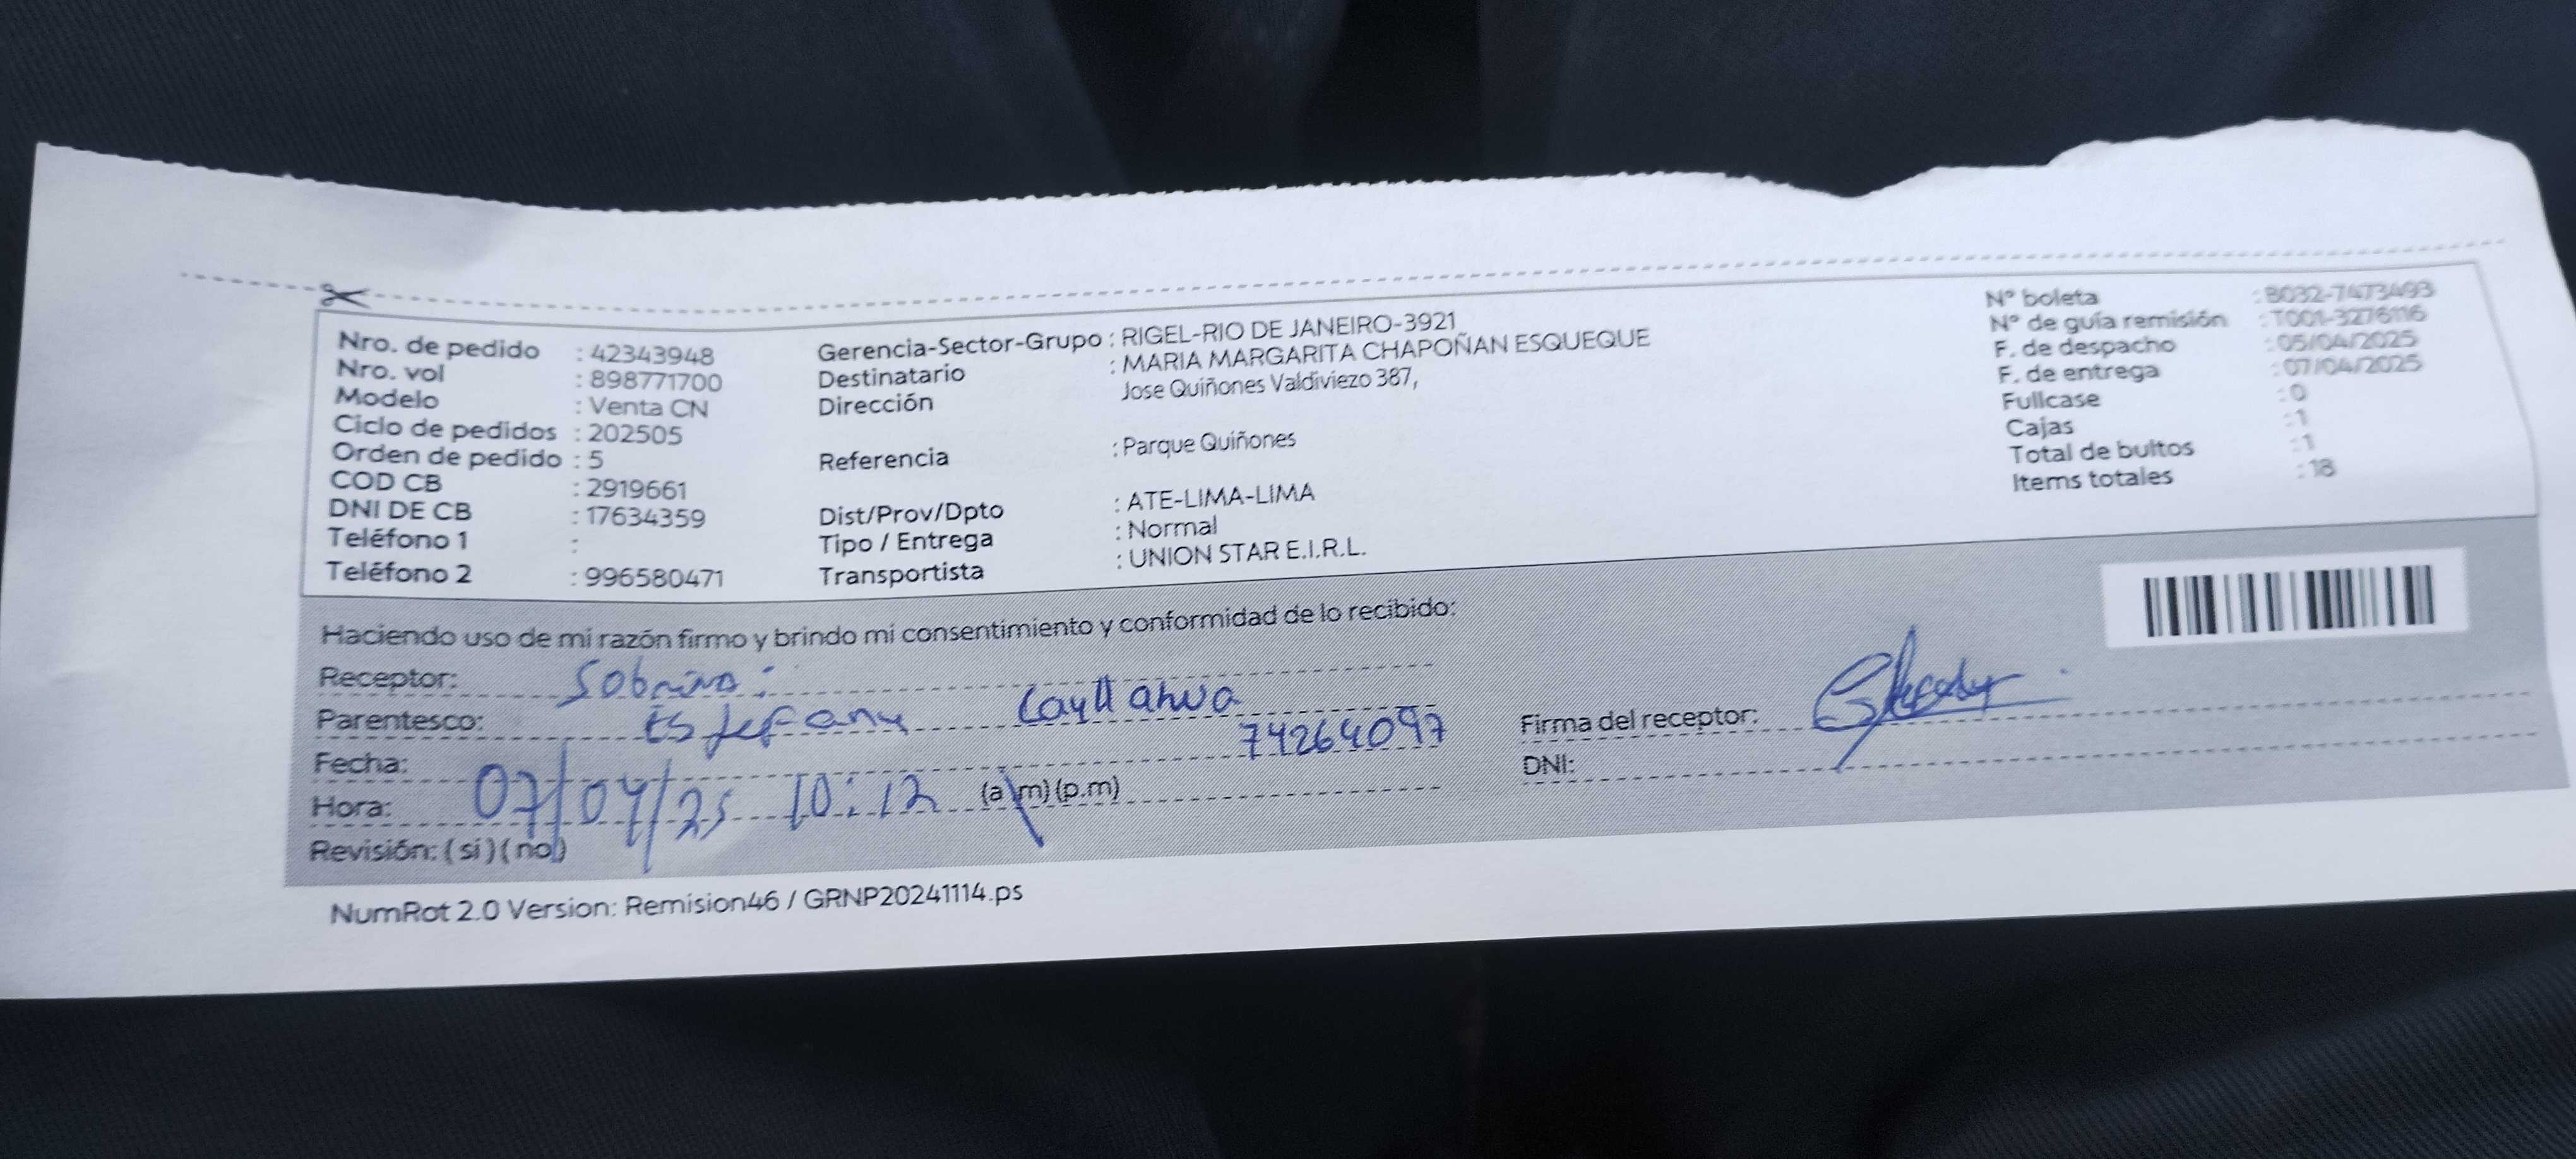 Nro. de pedido : 42343948
Nro. vol : 898771700
Modelo : Venta CN
Ciclo de pedidos : 202505
Orden de pedido : 5
COD CB : 2919661
DNI DE CB : 17634359
Teléfono 1 :
Teléfono 2 : 996580471
Gerencia-Sector-Grupo : RIGEL-RIO DE JANEIRO-3921
Destinatario : MARIA MARGARITA CHAPOÑAN ESQUEQUE
Dirección Jose Quiñones Valdiviezo 387,
Referencia : Parque Quiñones
Dist/Prov/Dpto : ATE-LIMA-LIMA
Tipo / Entrega : Normal
Transportista : UNION STAR E.I.R.L.
N° boleta : B032-7473493
N° de guía remisión : T001-3276116
F. de despacho : 05/04/2025
F. de entrega : 07/04/2025
Fullcase : 0
Cajas : 1
Total de bultos : 1
Items totales : 18
Haciendo uso de mi razón firmo y brindo mi consentimiento y conformidad de lo recibido:
Receptor: Sobrina:
Parentesco: Estefany Cayllahua
Fecha: 74264097
Hora: 07/04/25 10:12 (a.m) (p.m)
Revisión: ( si ) ( no )
Firma del receptor:
DNI:
NumRot 2.0 Version: Remision46 / GRNP20241114.ps